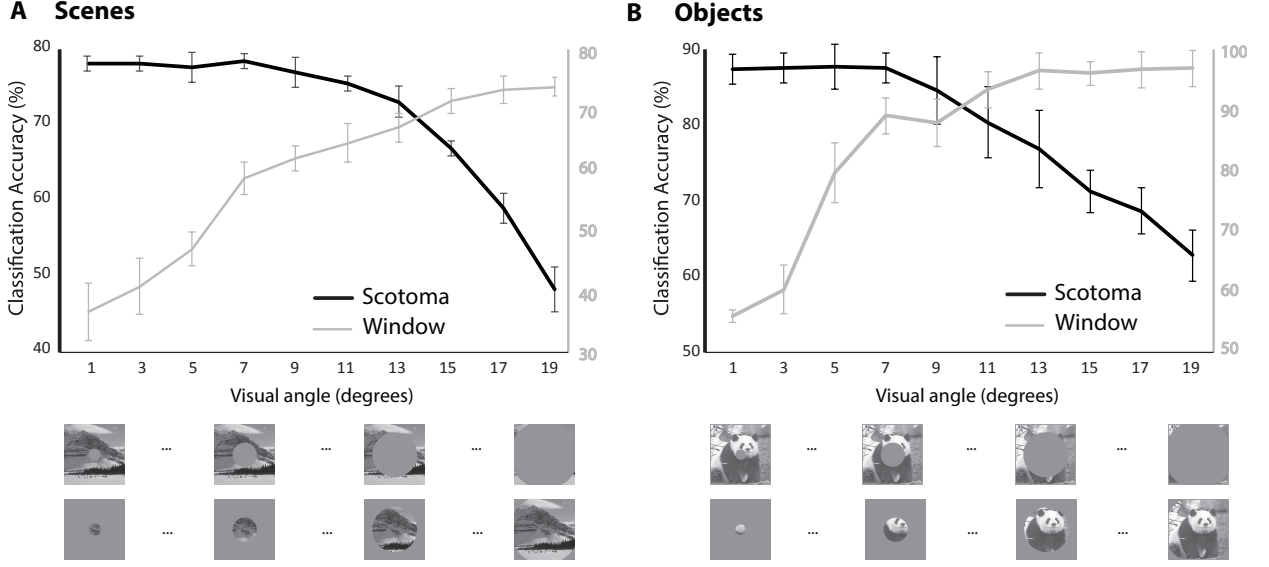 A Scenes
80
70
60
50
40
Classification Accuracy (%)
80
70
60
50
40
30
Scotoma
Window
1 3 5 7 9 11 13 15 17 19
Visual angle (degrees)
... ... ...
... ... ...
B Objects
90
80
70
60
50
Classification Accuracy (%)
100
90
80
70
60
50
Scotoma
Window
1 3 5 7 9 11 13 15 17 19
Visual angle (degrees)
... ... ...
... ... ...